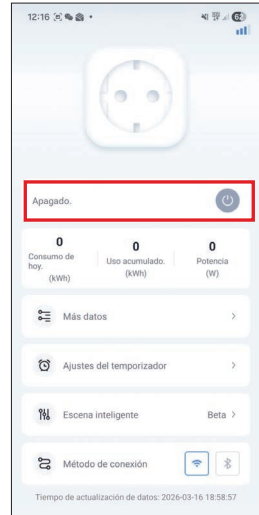 12:16
62
Apagado.
0 0 0
Consumo de hoy. (kWh) Uso acumulado. (kWh) Potencia (W)
Más datos
Ajustes del temporizador
Escena inteligente Beta
Método de conexión
Tiempo de actualización de datos: 2026-03-16 18:58:57